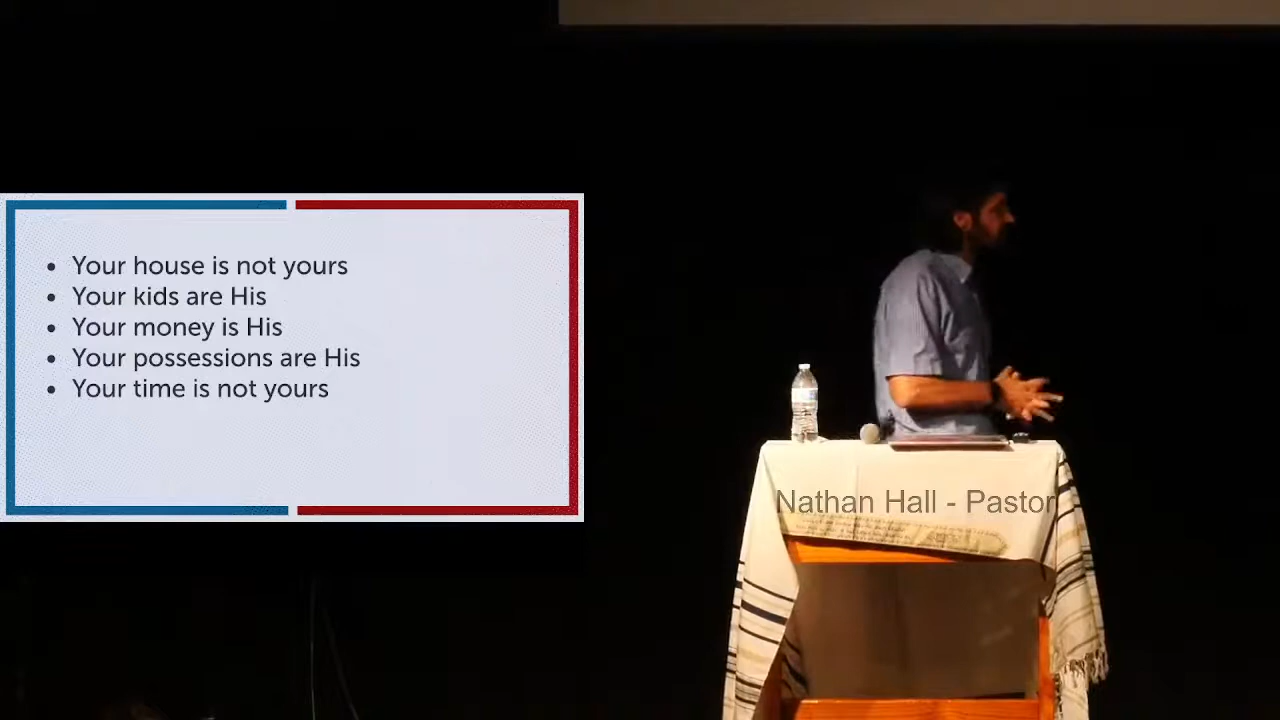 • Your house is not yours
• Your kids are His
• Your money is His
• Your possessions are His
• Your time is not yours
Nathan Hall - Pastor